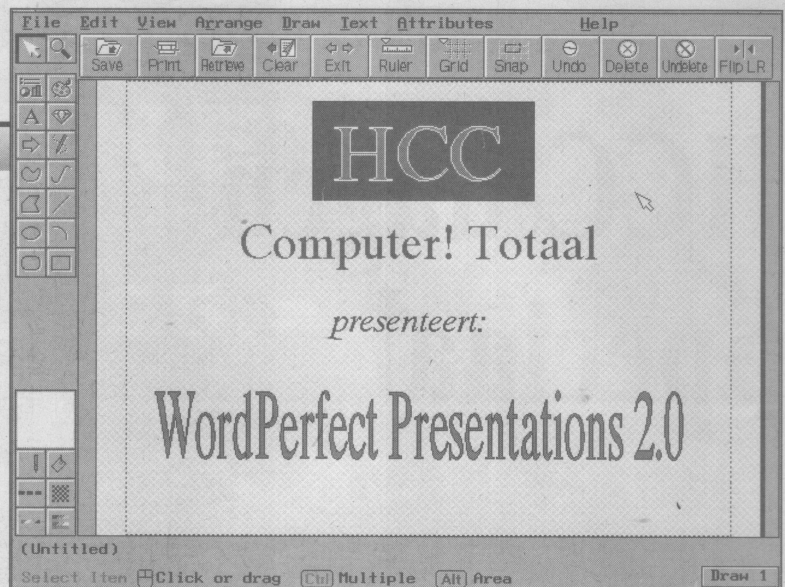 File Edit View Arrange Draw Text Attributes Help
Save Print Retrieve Clear Exit Ruler Grid Snap Undo Delete Undelete Flip LR
A
HCC
Computer! Totaal
presenteert:
WordPerfect Presentations 2.0
(Untitled)
Select Item Click or drag Ctrl Multiple Alt Area Draw 1